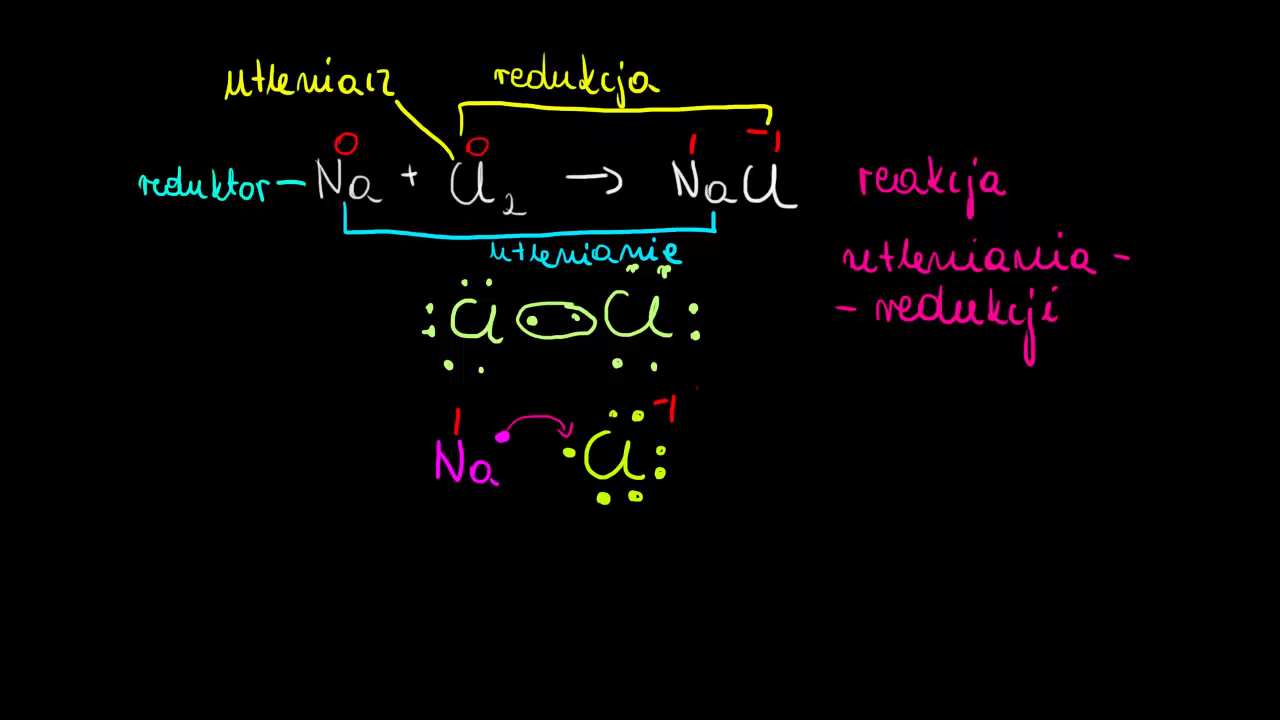 utleniacz redukcja
0 0 1 -1
reduktor - Na + Cl2 → NaCl
utlenianie
reakcja
utleniania -
- redukcji
Cl Cl
1 -1
Na Cl